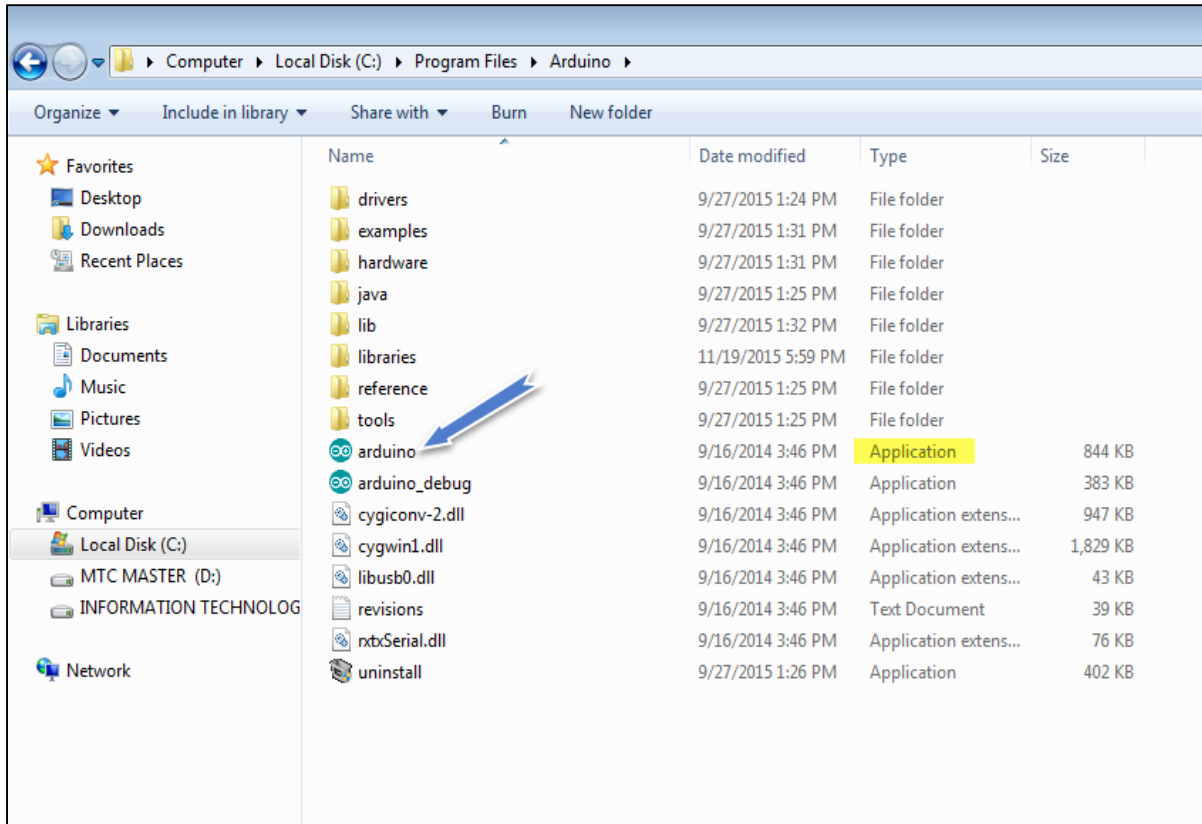 Computer Local Disk (C:) Program Files Arduino
Organize Include in library Share with Burn New folder
Favorites
Desktop
Downloads
Recent Places
Libraries
Documents
Music
Pictures
Videos
Computer
Local Disk (C:)
MTC MASTER (D:)
INFORMATION TECHNOLOG
Network
Name Date modified Type Size
drivers 9/27/2015 1:24 PM File folder
examples 9/27/2015 1:31 PM File folder
hardware 9/27/2015 1:31 PM File folder
java 9/27/2015 1:25 PM File folder
lib 9/27/2015 1:32 PM File folder
libraries 11/19/2015 5:59 PM File folder
reference 9/27/2015 1:25 PM File folder
tools 9/27/2015 1:25 PM File folder
arduino 9/16/2014 3:46 PM Application 844 KB
arduino_debug 9/16/2014 3:46 PM Application 383 KB
cygiconv-2.dll 9/16/2014 3:46 PM Application extens... 947 KB
cygwin1.dll 9/16/2014 3:46 PM Application extens... 1,829 KB
libusb0.dll 9/16/2014 3:46 PM Application extens... 43 KB
revisions 9/16/2014 3:46 PM Text Document 39 KB
rxtxSerial.dll 9/16/2014 3:46 PM Application extens... 76 KB
uninstall 9/27/2015 1:26 PM Application 402 KB